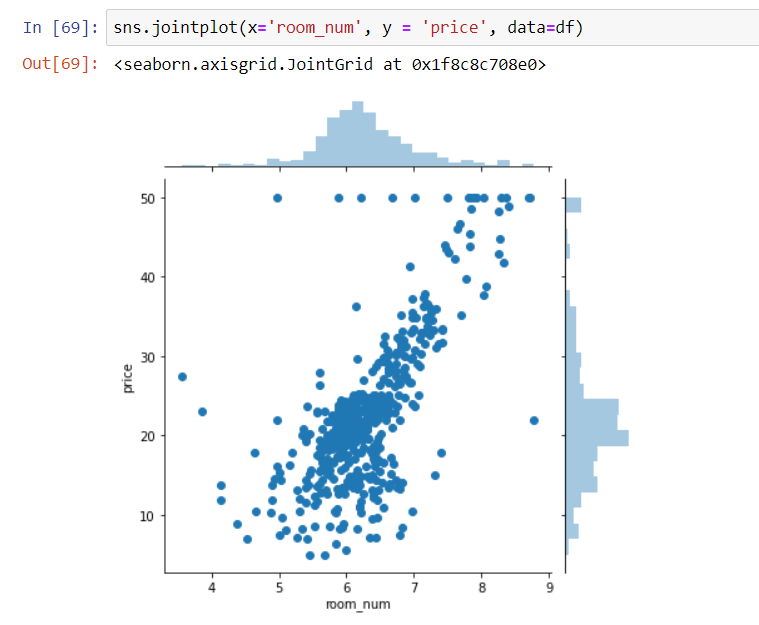 In [69]: sns.jointplot(x='room_num', y = 'price', data=df)
Out[69]: <seaborn.axisgrid.JointGrid at 0x1f8c8c708e0>
50
40
30
20
10
price
4 5 6 7 8 9
room_num